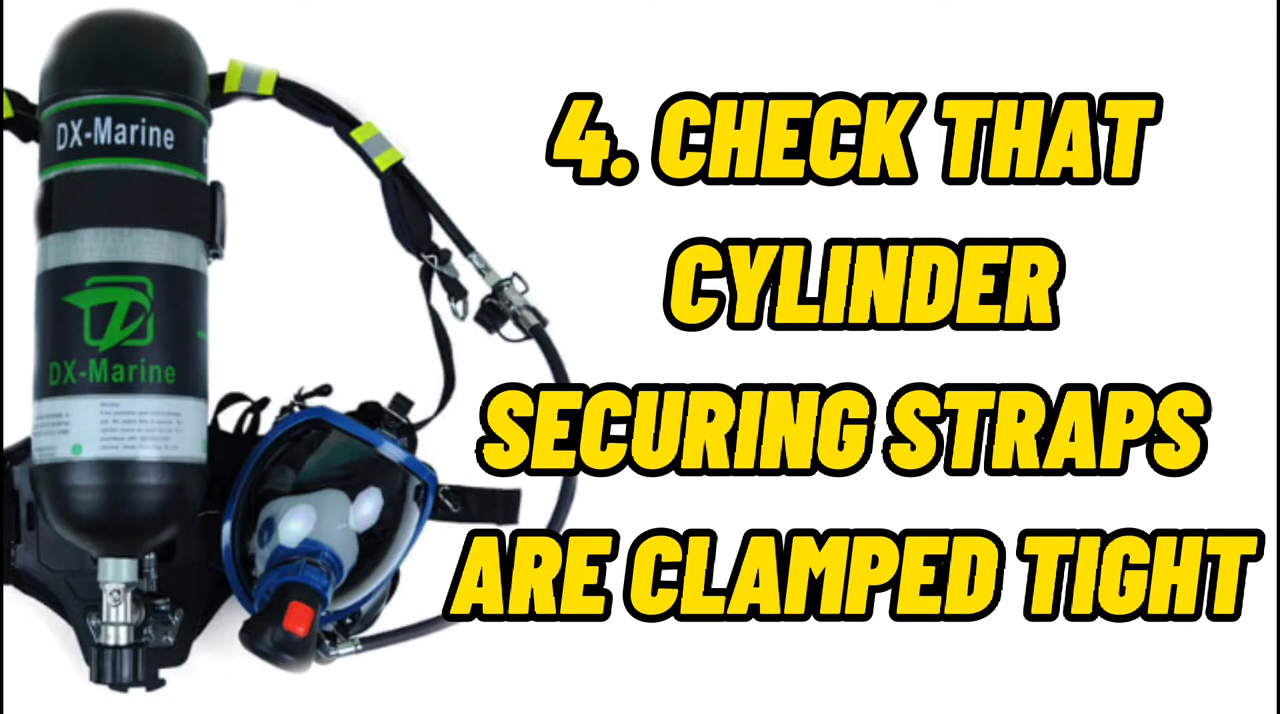 DX-Marine
DX-Marine
4. CHECK THAT
CYLINDER
SECURING STRAPS
ARE CLAMPED TIGHT